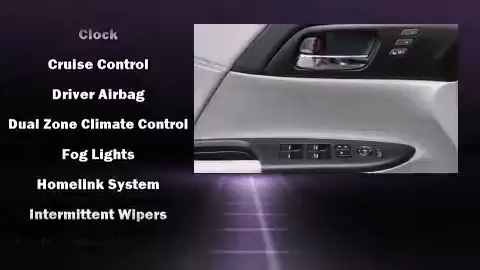 Clock
Cruise Control
Driver Airbag
Dual Zone Climate Control
Fog Lights
Homelink System
Intermittent Wipers